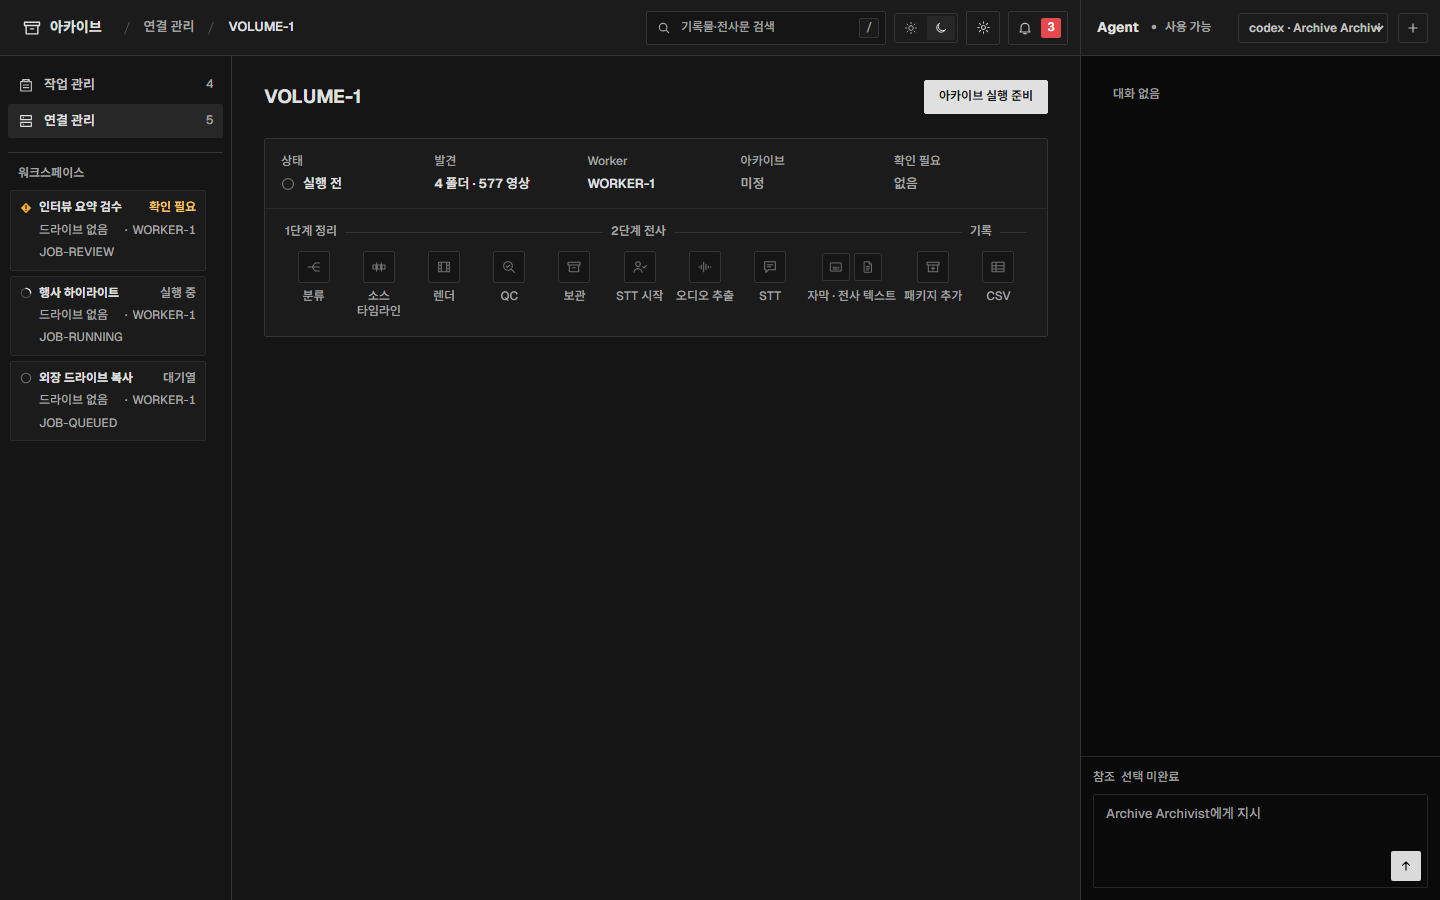 아카이브 / 연결 관리 / VOLUME-1
기록물·전사문 검색 /
3
Agent • 사용 가능
codex · Archive Archiv
작업 관리 4
연결 관리 5
워크스페이스
인터뷰 요약 검수 확인 필요
드라이브 없음 · WORKER-1
JOB-REVIEW
행사 하이라이트 실행 중
드라이브 없음 · WORKER-1
JOB-RUNNING
외장 드라이브 복사 대기열
드라이브 없음 · WORKER-1
JOB-QUEUED
VOLUME-1
아카이브 실행 준비
상태 발견 Worker 아카이브 확인 필요
실행 전 4 폴더 · 577 영상 WORKER-1 미정 없음
1단계 정리 2단계 전사 기록
분류 소스 렌더 QC 보관 STT 시작 오디오 추출 STT 자막 · 전사 텍스트 패키지 추가 CSV
타임라인
대화 없음
참조 선택 미완료
Archive Archivist에게 지시